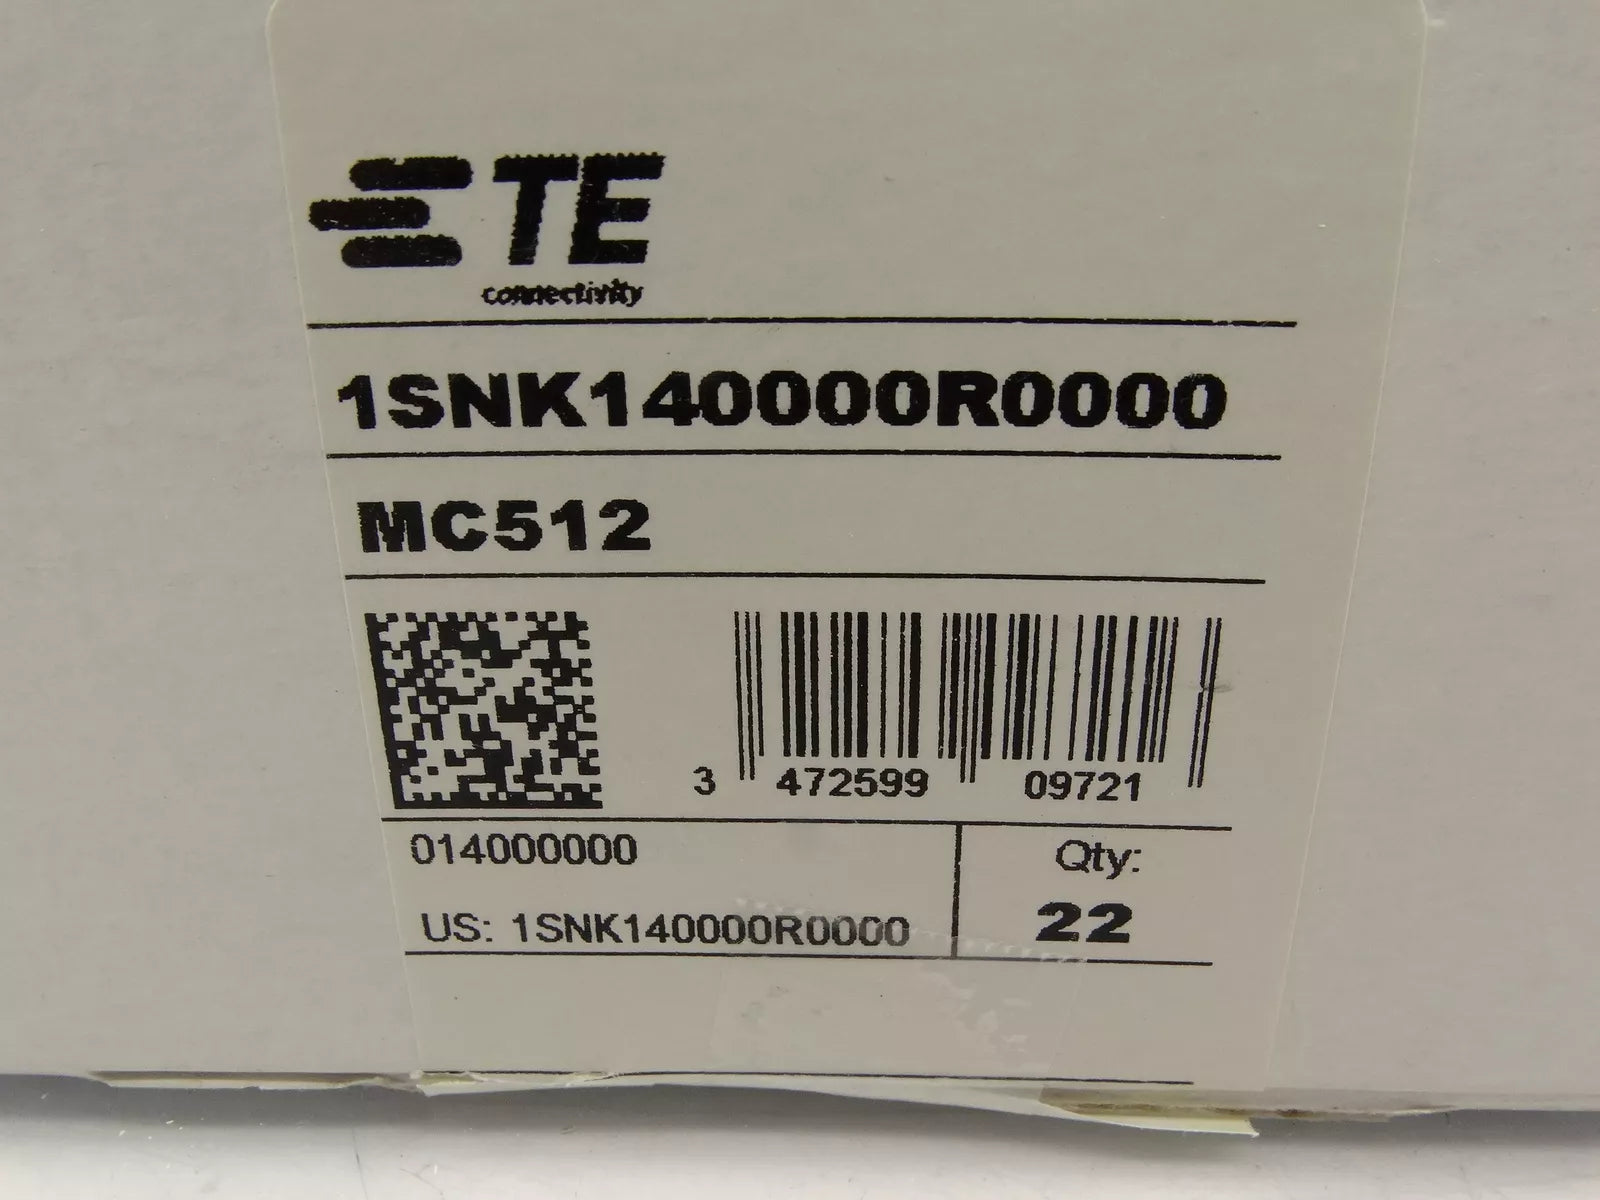 TE
connectivity
1SNK140000R0000
MC512
3 472599 09721
014000000
Qty:
US: 1SNK140000R0000
22